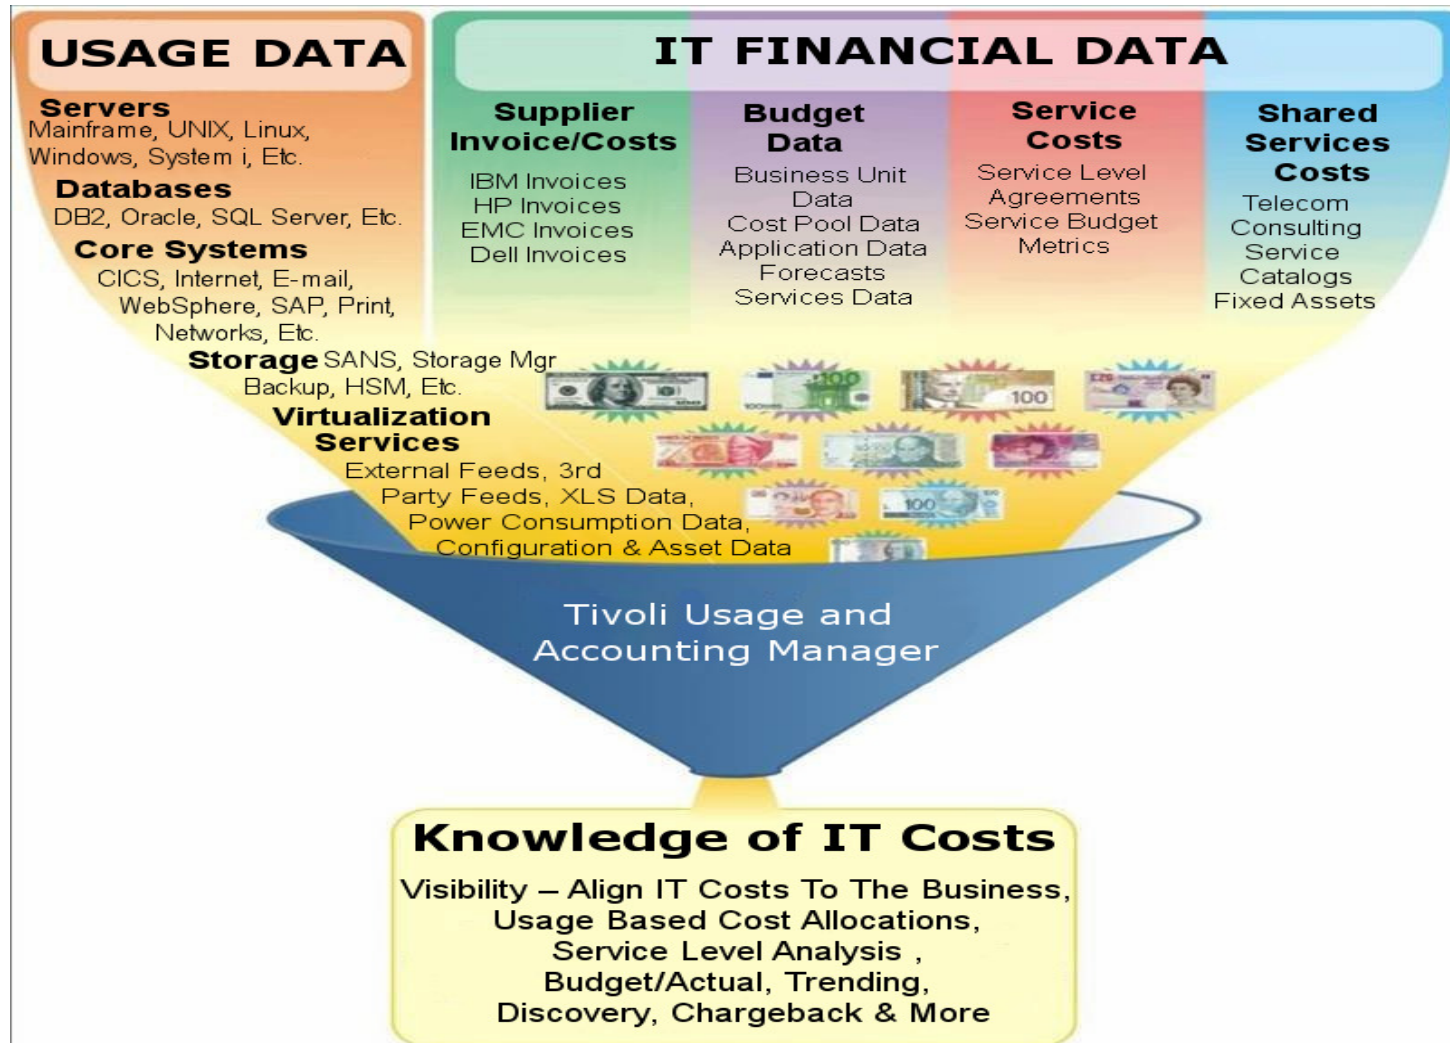 USAGE DATA
Servers
Mainframe, UNIX, Linux,
Windows, System i, Etc.
Databases
DB2, Oracle, SQL Server, Etc.
Core Systems
CICS, Internet, E-mail,
WebSphere, SAP, Print,
Networks, Etc.
Storage SANS, Storage Mgr
Backup, HSM, Etc.
Virtualization
Services
External Feeds, 3rd
Party Feeds, XLS Data,
Power Consumption Data,
Configuration & Asset Data
IT FINANCIAL DATA
Supplier
Invoice/Costs
IBM Invoices
HP Invoices
EMC Invoices
Dell Invoices
Budget
Data
Business Unit
Data
Cost Pool Data
Application Data
Forecasts
Services Data
Service
Costs
Service Level
Agreements
Service Budget
Metrics
Shared
Services
Costs
Telecom
Consulting
Service
Catalogs
Fixed Assets
100
100
£20
100
Tivoli Usage and
Accounting Manager
Knowledge of IT Costs
Visibility – Align IT Costs To The Business,
Usage Based Cost Allocations,
Service Level Analysis ,
Budget/Actual, Trending,
Discovery, Chargeback & More